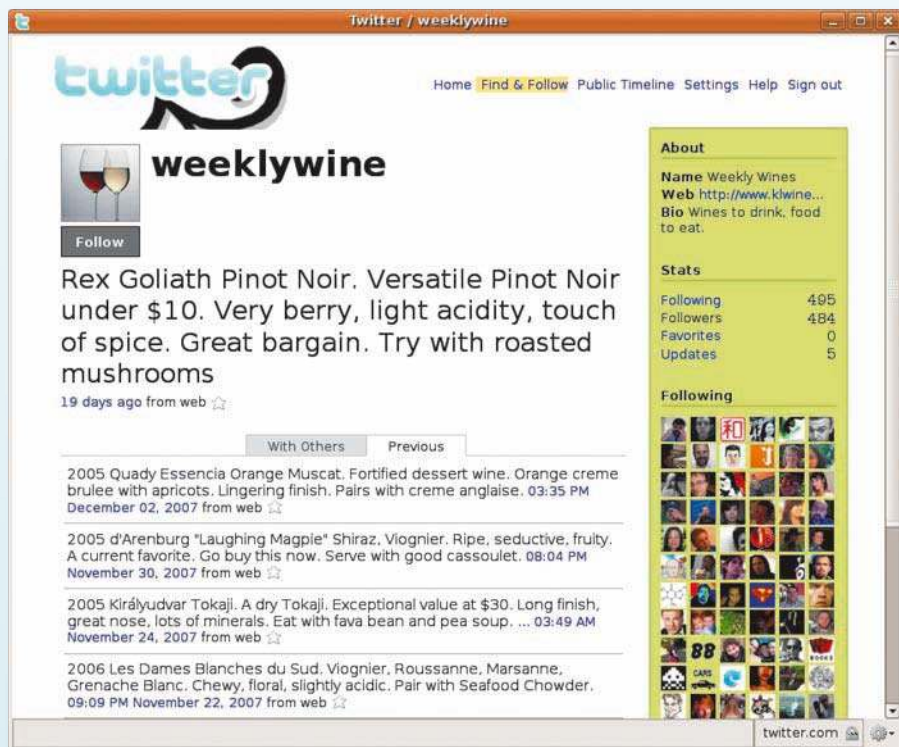 Twitter / weeklywine
twitter
Home Find & Follow Public Timeline Settings Help Sign out
weeklywine
Follow
Rex Goliath Pinot Noir. Versatile Pinot Noir
under $10. Very berry, light acidity, touch
of spice. Great bargain. Try with roasted
mushrooms
19 days ago from web
With Others Previous
2005 Quady Essencia Orange Muscat. Fortified dessert wine. Orange creme
brulee with apricots. Lingering finish. Pairs with creme anglaise. 03:35 PM
December 02, 2007 from web
2005 d'Arenburg "Laughing Magpie" Shiraz, Viognier. Ripe, seductive, fruity.
A current favorite. Go buy this now. Serve with good cassoulet. 08:04 PM
November 30, 2007 from web
2005 Királyudvar Tokaji. A dry Tokaji. Exceptional value at $30. Long finish,
great nose, lots of minerals. Eat with fava bean and pea soup. ... 03:49 AM
November 24, 2007 from web
2006 Les Dames Blanches du Sud. Viognier, Roussanne, Marsanne,
Grenache Blanc. Chewy, floral, slightly acidic. Pair with Seafood Chowder.
09:09 PM November 22, 2007 from web
About
Name Weekly Wines
Web http://www.klwine...
Bio Wines to drink, food
to eat.
Stats
Following 495
Followers 484
Favorites 0
Updates 5
Following
和
88
CARS
BOOKS
twitter.com